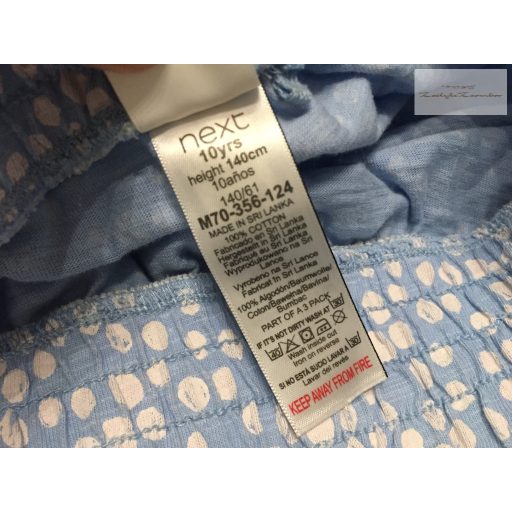 next
10yrs
height 140cm
10años
140/61
M70-356-124
MADE IN SRI LANKA
100% COTTON
Fabricado en Sri Lanka
Hergestellt in Sri Lanka
Fabriqué au Sri Lanka
Wyprodukowano na Sri
Lance
Vyrobeno na Sri Lance
Fabricat în Sri Lanka
100% Algodón/Baumwolle/
Coton/Bawełna/Bavlna/
Bumbac
PART OF A 3 PACK
IF IT'S NOT DIRTY WASH AT 30
40
Wash inside out
Iron on reverse
SI NO ESTÁ SUCIO LAVAR A 30
Lavar del revés
KEEP AWAY FROM FIRE